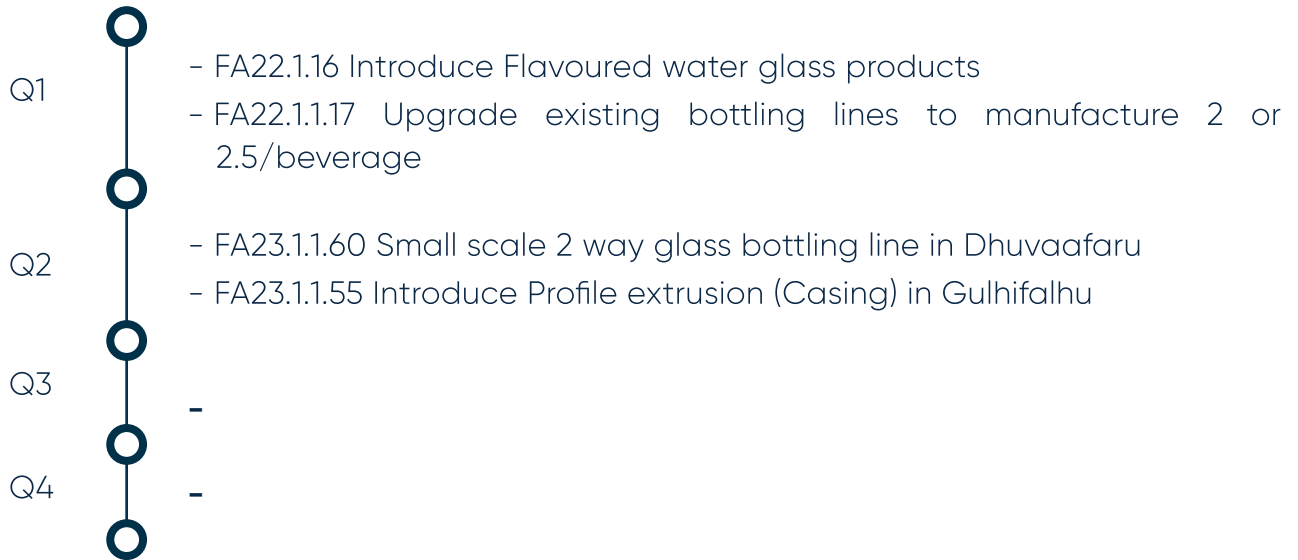 Q1
- FA22.1.16 Introduce Flavoured water glass products
- FA22.1.1.17 Upgrade existing bottling lines to manufacture 2 or
2.5/beverage
Q2
- FA23.1.1.60 Small scale 2 way glass bottling line in Dhuvaafaru
- FA23.1.1.55 Introduce Profile extrusion (Casing) in Gulhifalhu
Q3
-
Q4
-